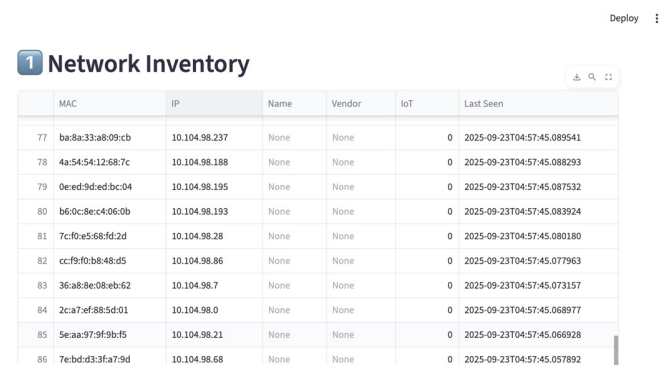 Deploy
1 Network Inventory
MAC IP Name Vendor IoT Last Seen
77 ba:8a:33:a8:09:cb 10.104.98.237 None None 0 2025-09-23T04:57:45.089541
78 4a:54:54:12:68:7c 10.104.98.188 None None 0 2025-09-23T04:57:45.088293
79 0e:ed:9d:ed:bc:04 10.104.98.195 None None 0 2025-09-23T04:57:45.087532
80 b6:0c:8e:c4:06:0b 10.104.98.193 None None 0 2025-09-23T04:57:45.083924
81 7c:f0:e5:68:fd:2d 10.104.98.28 None None 0 2025-09-23T04:57:45.080180
82 cc:f9:f0:b8:48:d5 10.104.98.86 None None 0 2025-09-23T04:57:45.077963
83 36:a8:8e:08:eb:62 10.104.98.7 None None 0 2025-09-23T04:57:45.073157
84 2c:a7:ef:88:5d:01 10.104.98.0 None None 0 2025-09-23T04:57:45.068977
85 5e:aa:97:9f:9b:f5 10.104.98.21 None None 0 2025-09-23T04:57:45.066928
86 7e:bd:d3:3f:a7:9d 10.104.98.68 None None 0 2025-09-23T04:57:45.057892